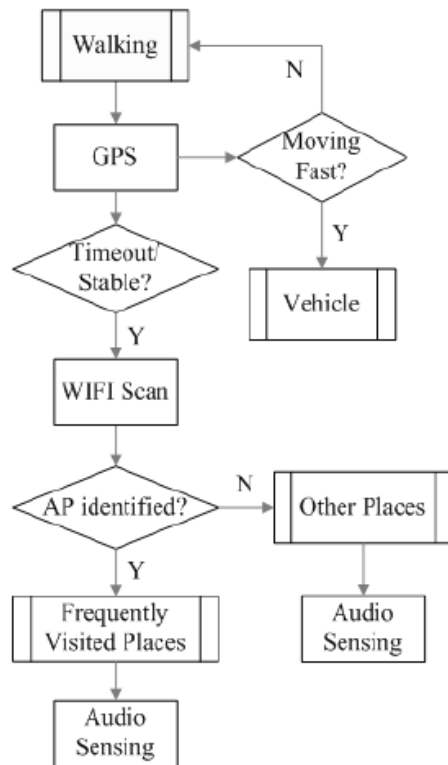 Walking
N
GPS
Moving
Fast?
Timeout/
Stable?
Y
Vehicle
Y
WIFI Scan
AP identified?
N
Other Places
Y
Frequently
Visited Places
Audio
Sensing
Audio
Sensing